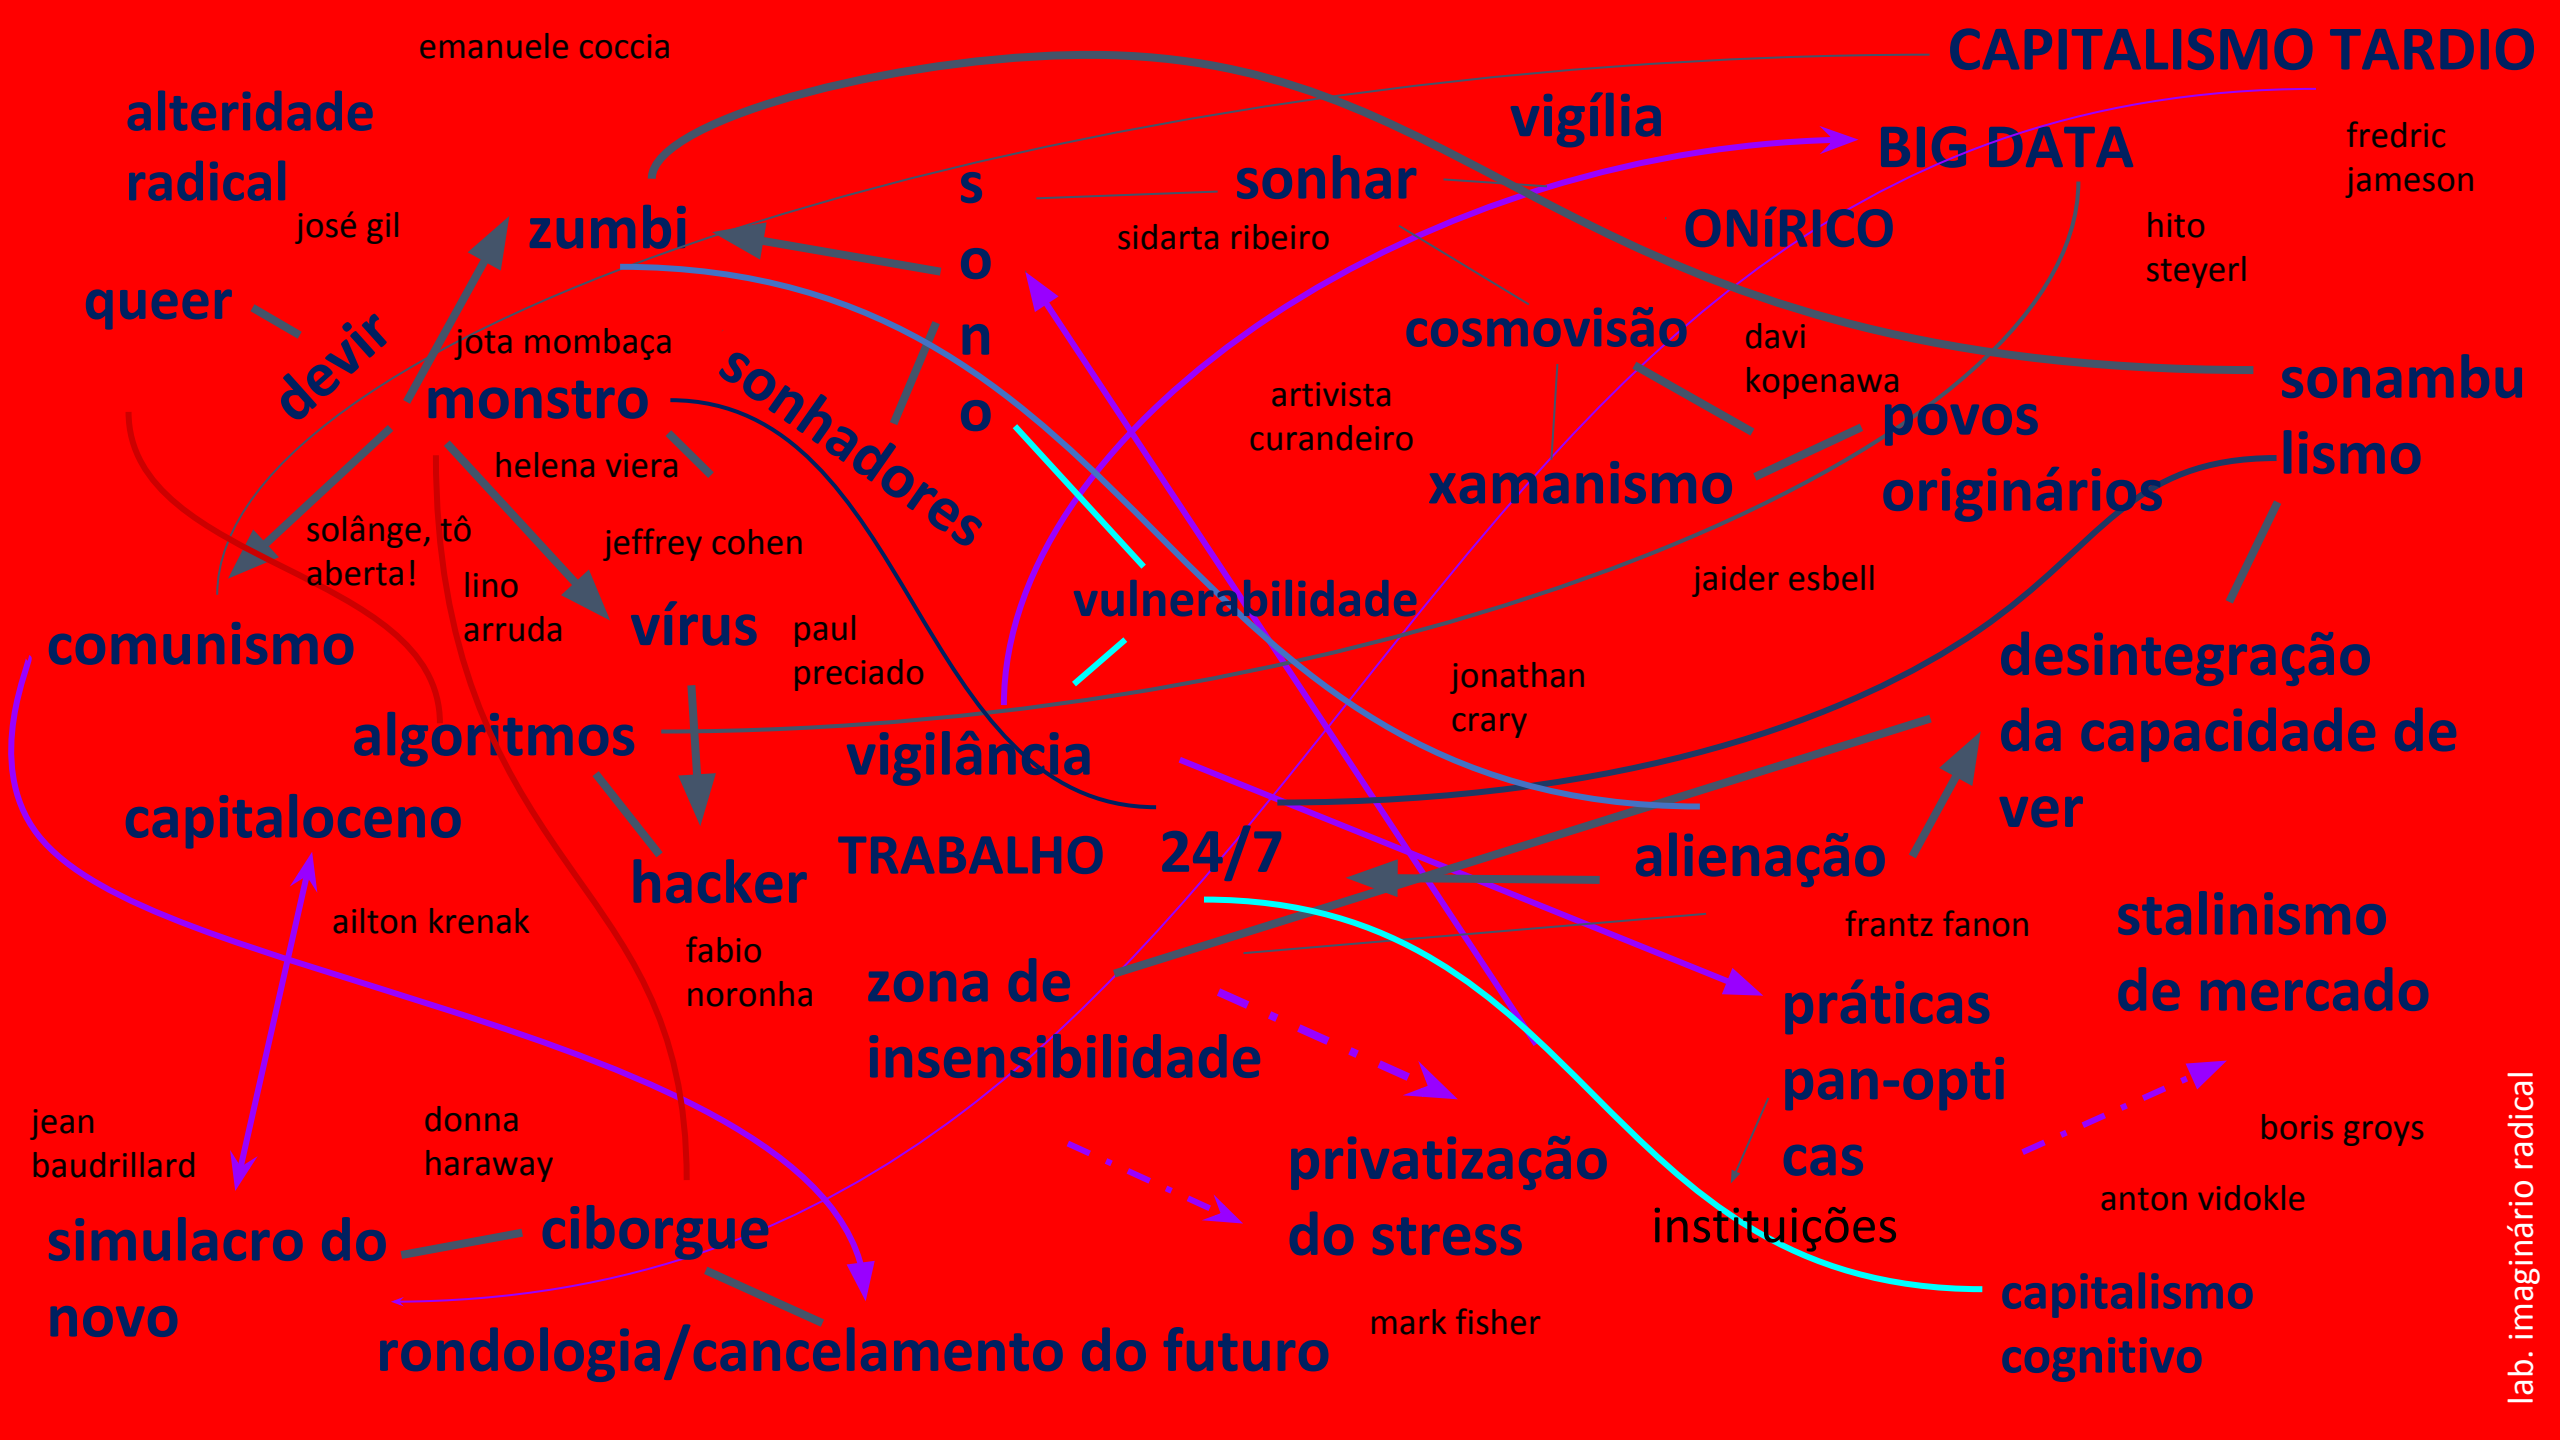 emanuele coccia
CAPITALISMO TARDIO
alteridade
radical
vigília
BIG DATA
fredric
jameson
josé gil
zumbi
s
o
n
o
sonhar
sidarta ribeiro
ONíRICO
hito
steyerl
queer
devir
jota mombaça
monstro
sonhadores
cosmovisão
davi
kopenawa
artivista
curandeiro
povos
originários
sonambu
lismo
helena viera
xamanismo
solânge, tô
aberta!
lino
arruda
jeffrey cohen
vulnerabilidade
jaider esbell
comunismo
vírus
paul
preciado
jonathan
crary
desintegração
da capacidade de
ver
algoritmos
vigilância
capitaloceno
hacker
TRABALHO
24/7
alienação
ailton krenak
fabio
noronha
zona de
insensibilidade
frantz fanon
stalinismo
de mercado
práticas
pan-opti
cas
jean
baudrillard
donna
haraway
privatização
do stress
instituições
boris groys
anton vidokle
simulacro do
novo
ciborgue
rondologia/cancelamento do futuro
mark fisher
capitalismo
cognitivo
lab. imaginário radical